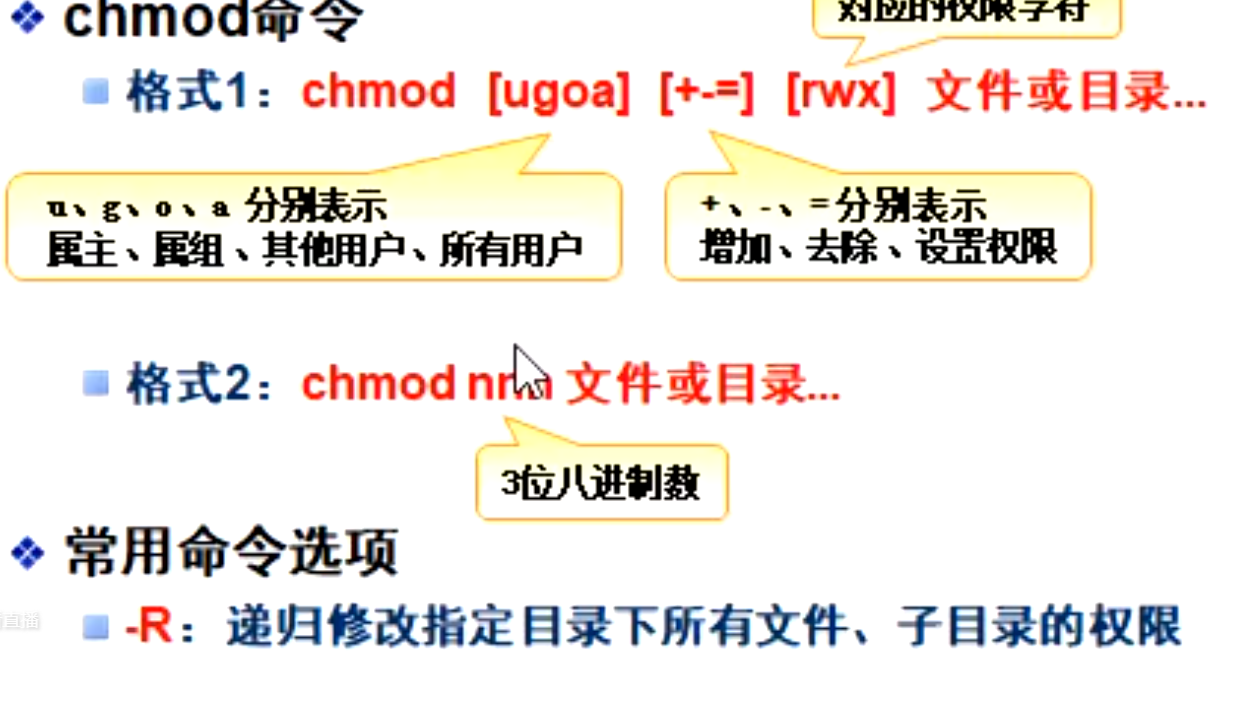 chmod命令
对应的权限字符
格式1：chmod [ugoa] [+-=] [rwx] 文件或目录...
u、g、o、a 分别表示
属主、属组、其他用户、所有用户
+、-、=分别表示
增加、去除、设置权限
格式2：chmod nnn 文件或目录...
3位八进制数
常用命令选项
-R：递归修改指定目录下所有文件、子目录的权限
直播